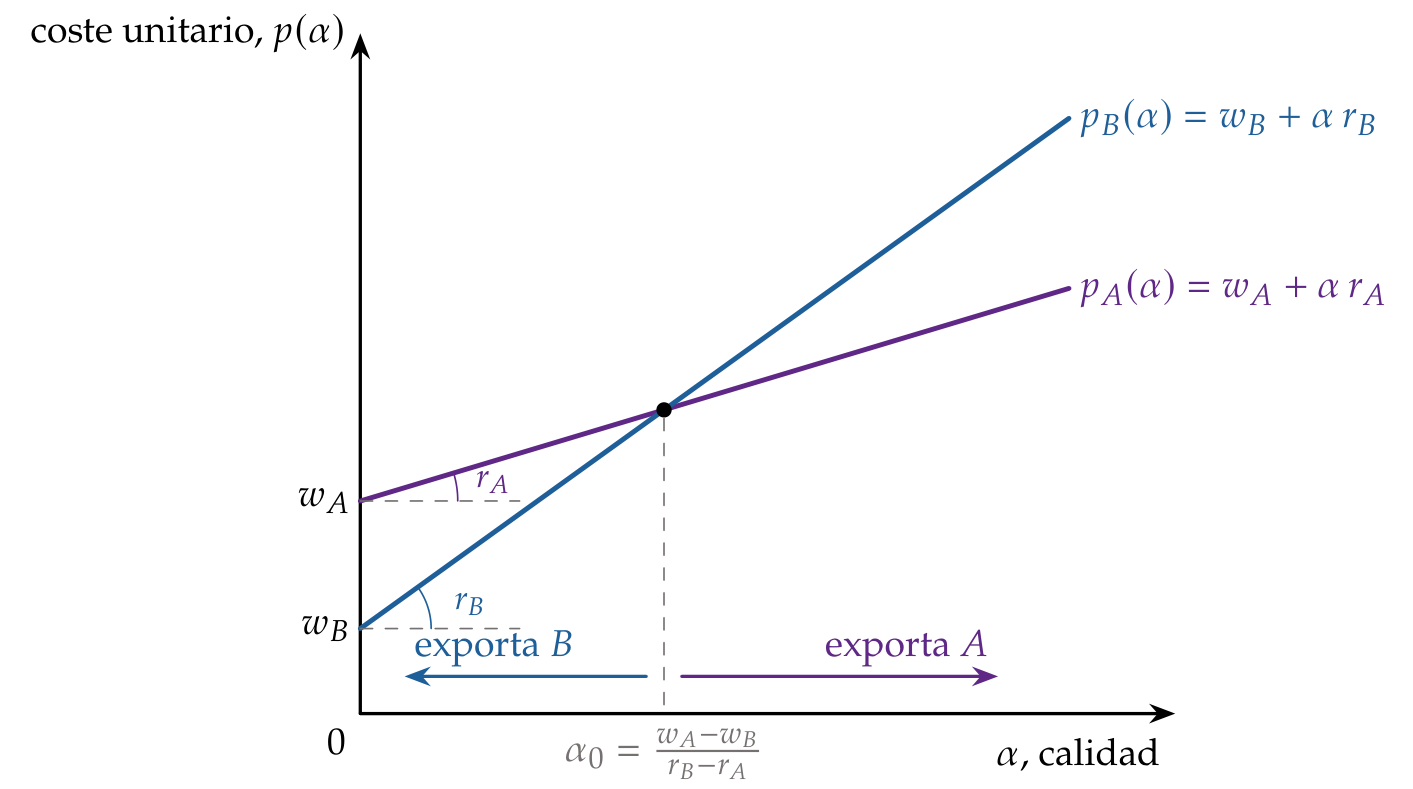 coste unitario, p(α)
p_B(α) = w_B + α r_B
p_A(α) = w_A + α r_A
r_A
w_A
r_B
w_B
exporta B
exporta A
0
α_0 = (w_A−w_B)/(r_B−r_A)
α, calidad